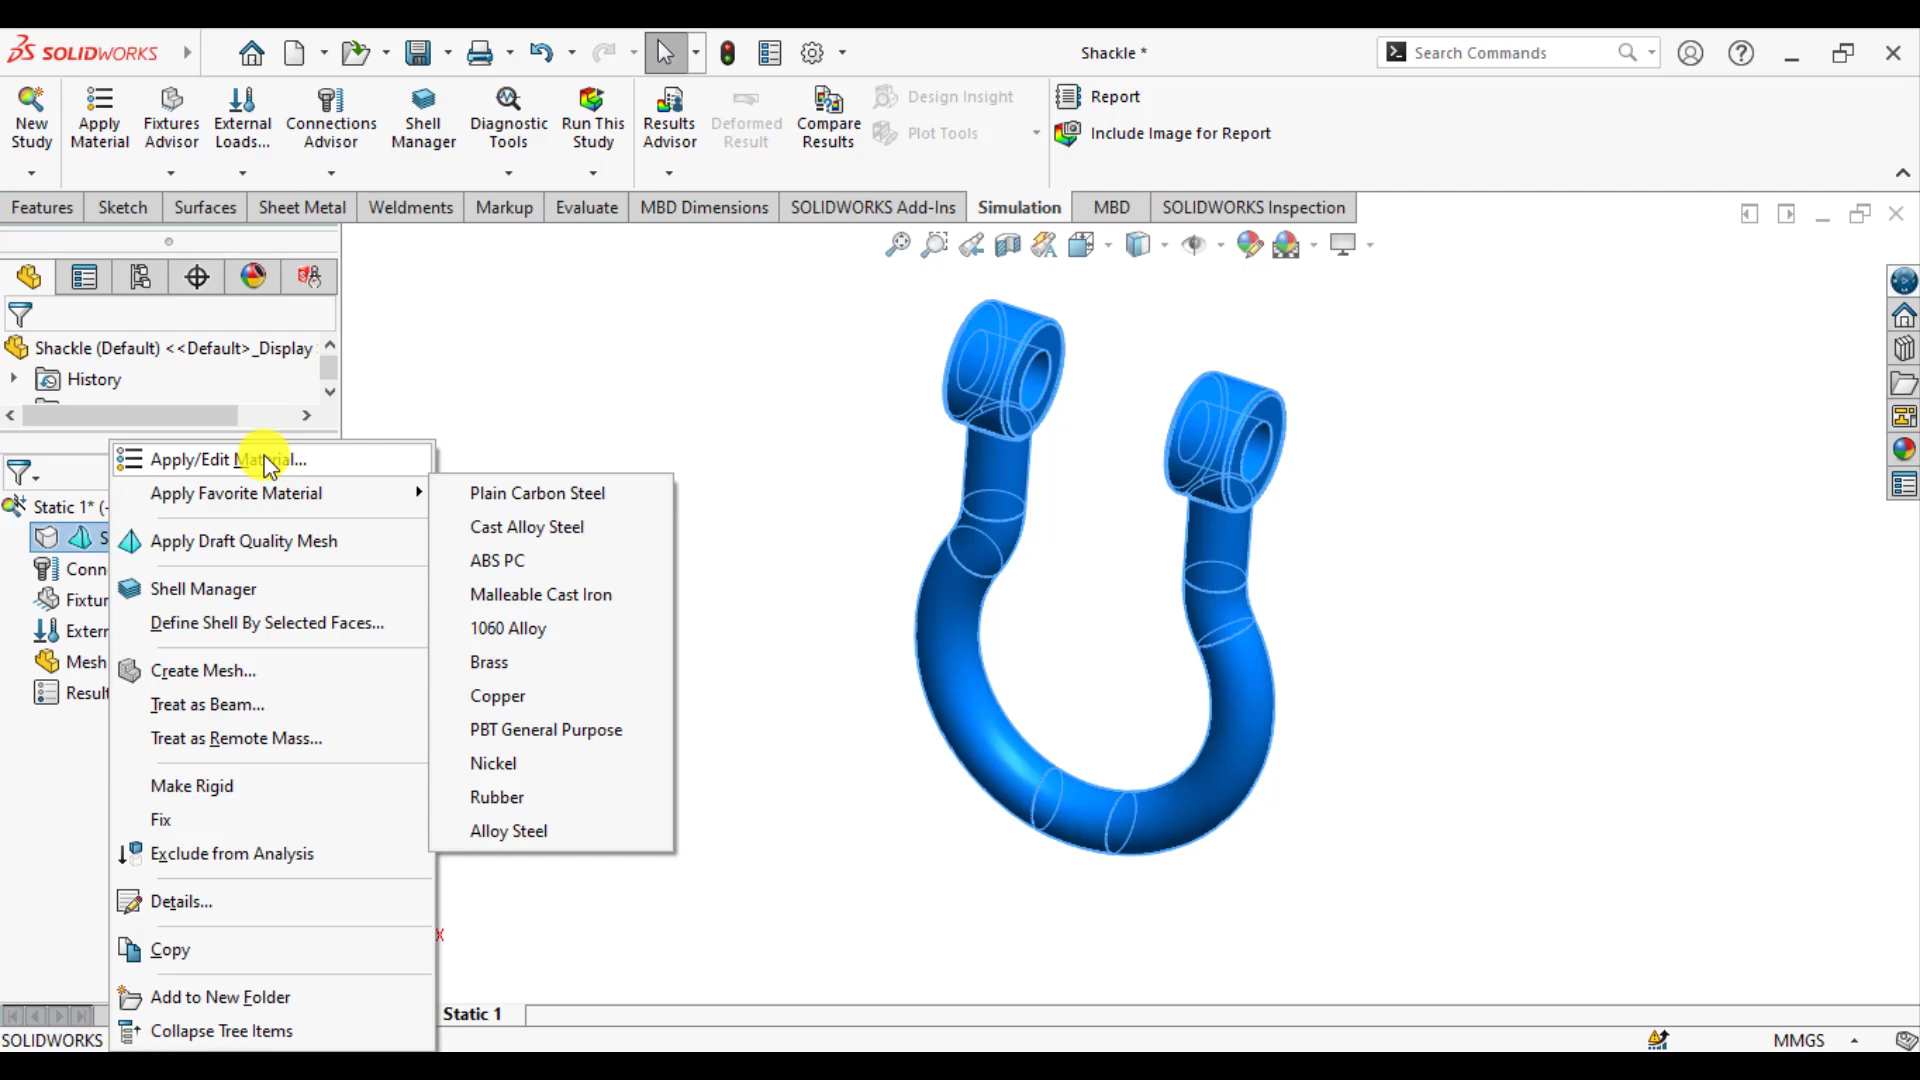 SOLIDWORKS
Shackle *
Search Commands
New Study
Apply Material
Fixtures Advisor
External Loads...
Connections Advisor
Shell Manager
Diagnostic Tools
Run This Study
Results Advisor
Deformed Result
Compare Results
Design Insight
Plot Tools
Report
Include Image for Report
Features
Sketch
Surfaces
Sheet Metal
Weldments
Markup
Evaluate
MBD Dimensions
SOLIDWORKS Add-Ins
Simulation
MBD
SOLIDWORKS Inspection
Shackle (Default) <<Default>_Display
History
Static 1* (-
S
Conn
Fixtur
Extern
Mesh
Result
Apply/Edit Material...
Apply Favorite Material
Apply Draft Quality Mesh
Shell Manager
Define Shell By Selected Faces...
Create Mesh...
Treat as Beam...
Treat as Remote Mass...
Make Rigid
Fix
Exclude from Analysis
Details...
Copy
Add to New Folder
Collapse Tree Items
Plain Carbon Steel
Cast Alloy Steel
ABS PC
Malleable Cast Iron
1060 Alloy
Brass
Copper
PBT General Purpose
Nickel
Rubber
Alloy Steel
X
Static 1
SOLIDWORKS
MMGS